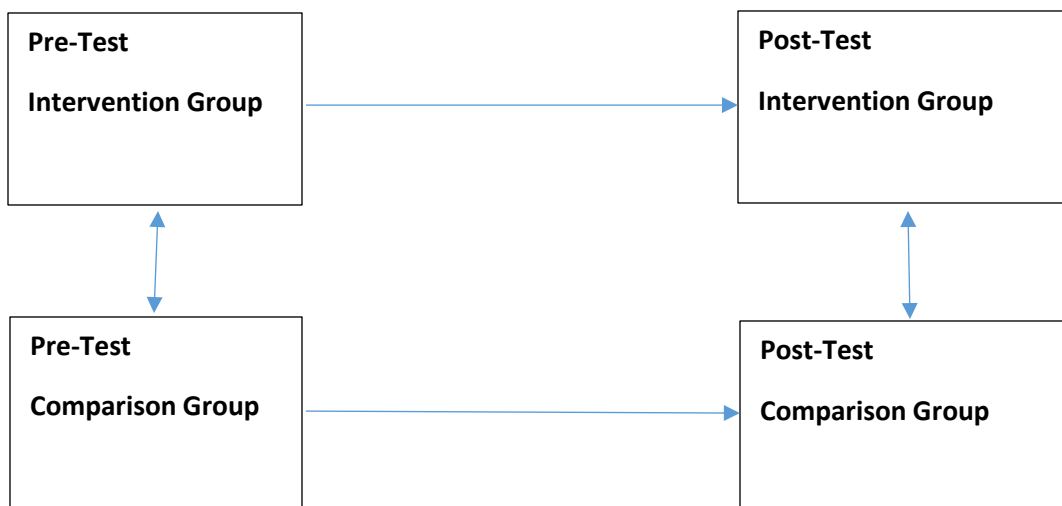 Pre-Test
Intervention Group
Post-Test
Intervention Group
Pre-Test
Comparison Group
Post-Test
Comparison Group